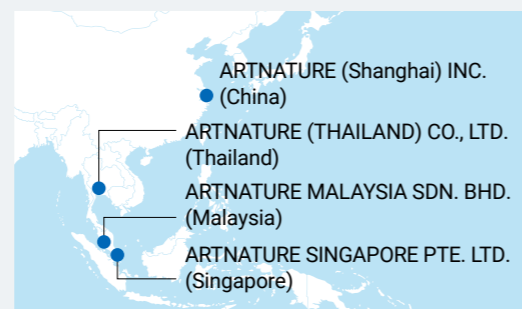 ARTNATURE (Shanghai) INC.
(China)
ARTNATURE (THAILAND) CO., LTD.
(Thailand)
ARTNATURE MALAYSIA SDN. BHD.
(Malaysia)
ARTNATURE SINGAPORE PTE. LTD.
(Singapore)